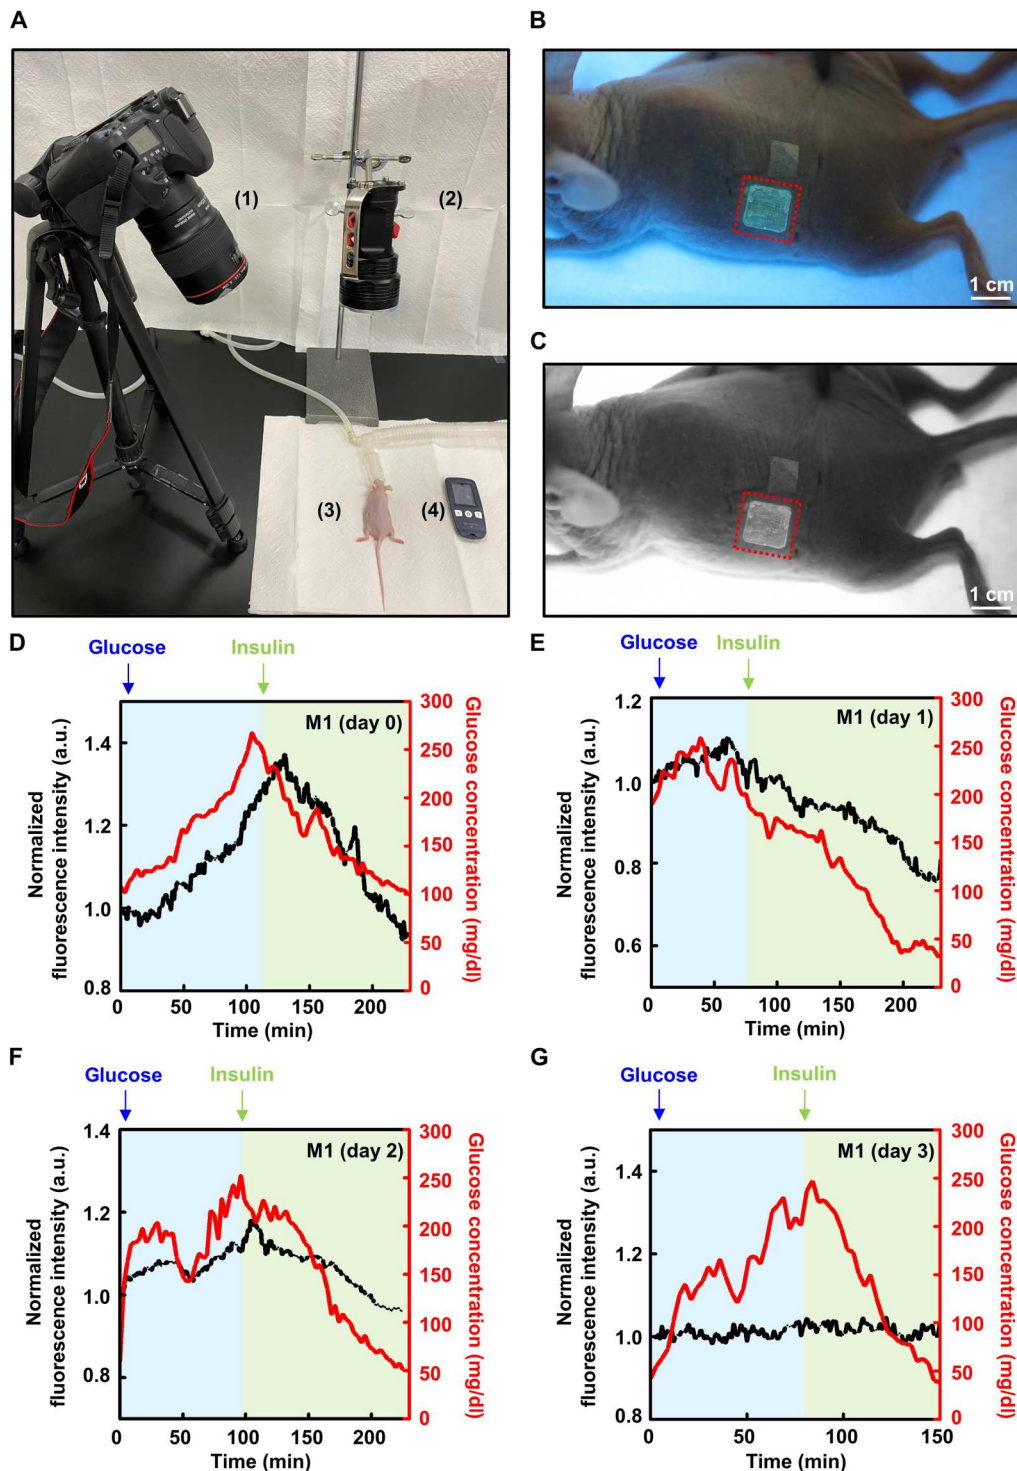 A
B
(1)
(2)
(3)
(4)
1 cm
C
1 cm
D
Glucose
Insulin
M1 (day 0)
Normalized
fluorescence intensity (a.u.)
1.4
1.2
1.0
0.8
300
250
200
150
100
50
0
Glucose concentration (mg/dl)
0
50
100
150
200
Time (min)
E
Glucose
Insulin
M1 (day 1)
Normalized
fluorescence intensity (a.u.)
1.2
1.0
0.8
0.6
300
250
200
150
100
50
0
Glucose concentration (mg/dl)
0
50
100
150
200
Time (min)
F
Glucose
Insulin
M1 (day 2)
Normalized
fluorescence intensity (a.u.)
1.4
1.2
1.0
0.8
300
250
200
150
100
50
0
Glucose concentration (mg/dl)
0
50
100
150
200
Time (min)
G
Glucose
Insulin
M1 (day 3)
Normalized
fluorescence intensity (a.u.)
1.4
1.2
1.0
0.8
300
250
200
150
100
50
0
Glucose concentration (mg/dl)
0
50
100
150
Time (min)